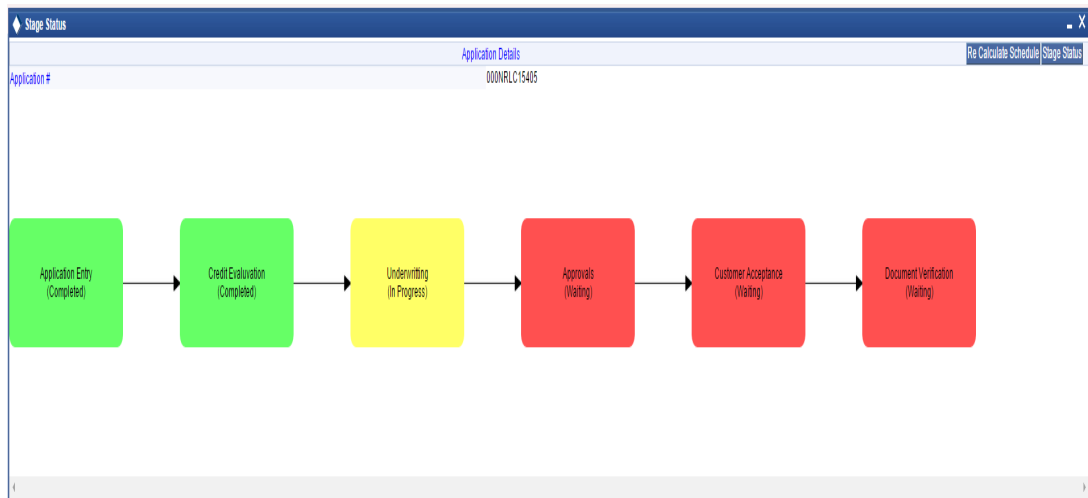 Stage Status
Application Details
Re Calculate Schedule Stage Status
Application # 000NRLC15405
Application Entry
(Completed)
Credit Evaluvation
(Completed)
Underwritting
(In Progress)
Approvals
(Waiting)
Customer Acceptance
(Waiting)
Document Verification
(Waiting)